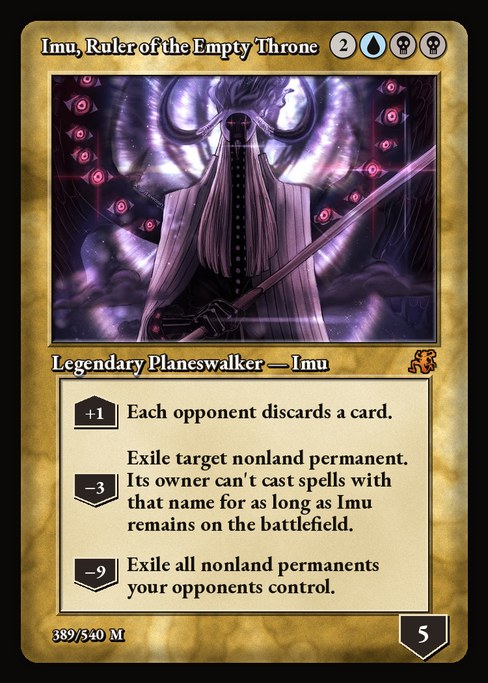 Imu, Ruler of the Empty Throne 2
Legendary Planeswalker — Imu
+1 Each opponent discards a card.
Exile target nonland permanent.
−3 Its owner can't cast spells with
that name for as long as Imu
remains on the battlefield.
−9 Exile all nonland permanents
your opponents control.
389/540 M 5